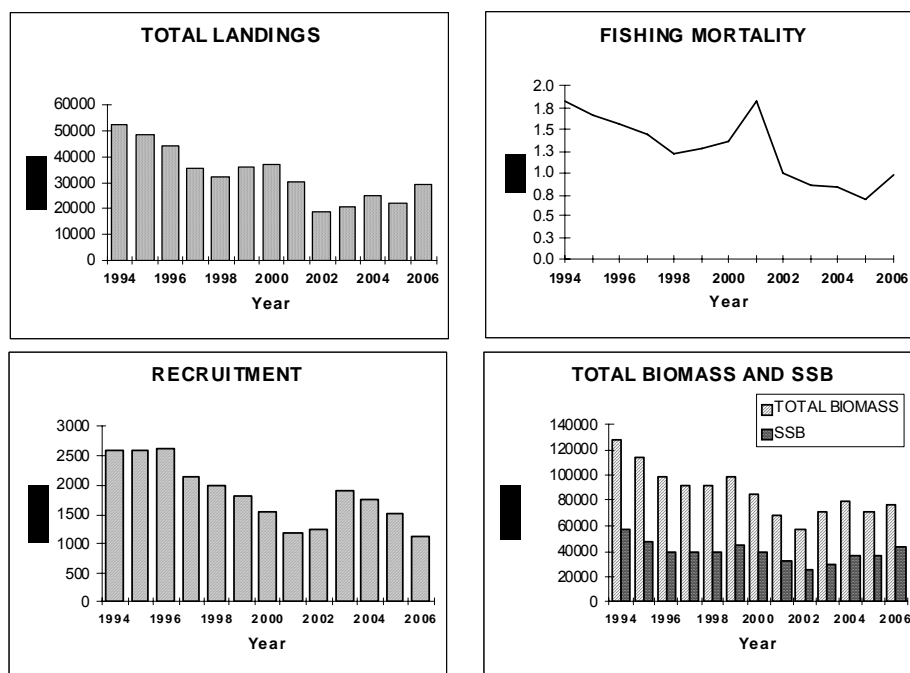 TOTAL LANDINGS
60000
50000
40000
30000
20000
10000
0
1994 1996 1998 2000 2002 2004 2006
Year
FISHING MORTALITY
2.0
1.8
1.5
1.3
1.0
0.8
0.5
0.3
0.0
1994 1996 1998 2000 2002 2004 2006
Year
RECRUITMENT
3000
2500
2000
1500
1000
500
0
1994 1996 1998 2000 2002 2004 2006
Year
TOTAL BIOMASS AND SSB
TOTAL BIOMASS
SSB
140000
120000
100000
80000
60000
40000
20000
0
1994 1996 1998 2000 2002 2004 2006
Year